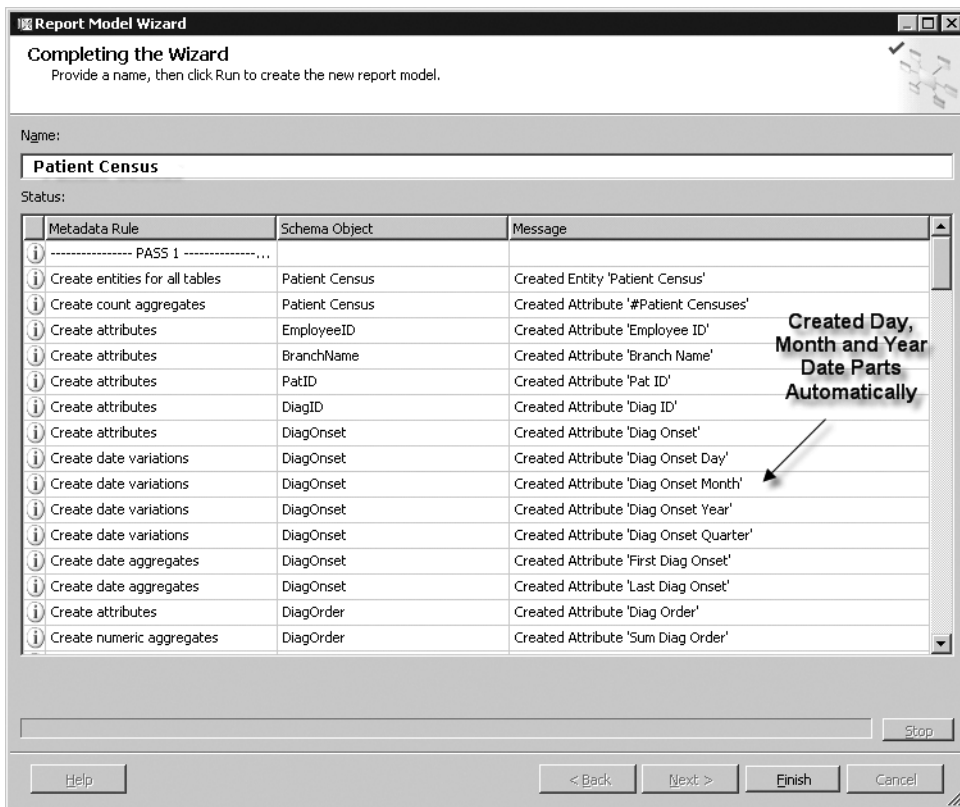 Report Model Wizard
Completing the Wizard
Provide a name, then click Run to create the new report model.
Name:
Patient Census
Status:
Metadata Rule Schema Object Message
---------------- PASS 1 --------------...
Create entities for all tables Patient Census Created Entity 'Patient Census'
Create count aggregates Patient Census Created Attribute '#Patient Censuses'
Create attributes EmployeeID Created Attribute 'Employee ID'
Create attributes BranchName Created Attribute 'Branch Name'
Create attributes PatID Created Attribute 'Pat ID'
Create attributes DiagID Created Attribute 'Diag ID'
Create attributes DiagOnset Created Attribute 'Diag Onset'
Create date variations DiagOnset Created Attribute 'Diag Onset Day'
Create date variations DiagOnset Created Attribute 'Diag Onset Month'
Create date variations DiagOnset Created Attribute 'Diag Onset Year'
Create date variations DiagOnset Created Attribute 'Diag Onset Quarter'
Create date aggregates DiagOnset Created Attribute 'First Diag Onset'
Create date aggregates DiagOnset Created Attribute 'Last Diag Onset'
Create attributes DiagOrder Created Attribute 'Diag Order'
Create numeric aggregates DiagOrder Created Attribute 'Sum Diag Order'
Created Day,
Month and Year
Date Parts
Automatically
Stop
Help < Back Next > Finish Cancel